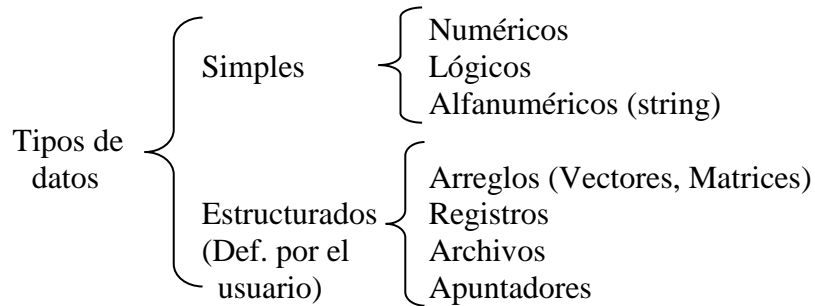 Tipos de
datos
Simples
Numéricos
Lógicos
Alfanuméricos (string)
Estructurados
(Def. por el
usuario)
Arreglos (Vectores, Matrices)
Registros
Archivos
Apuntadores